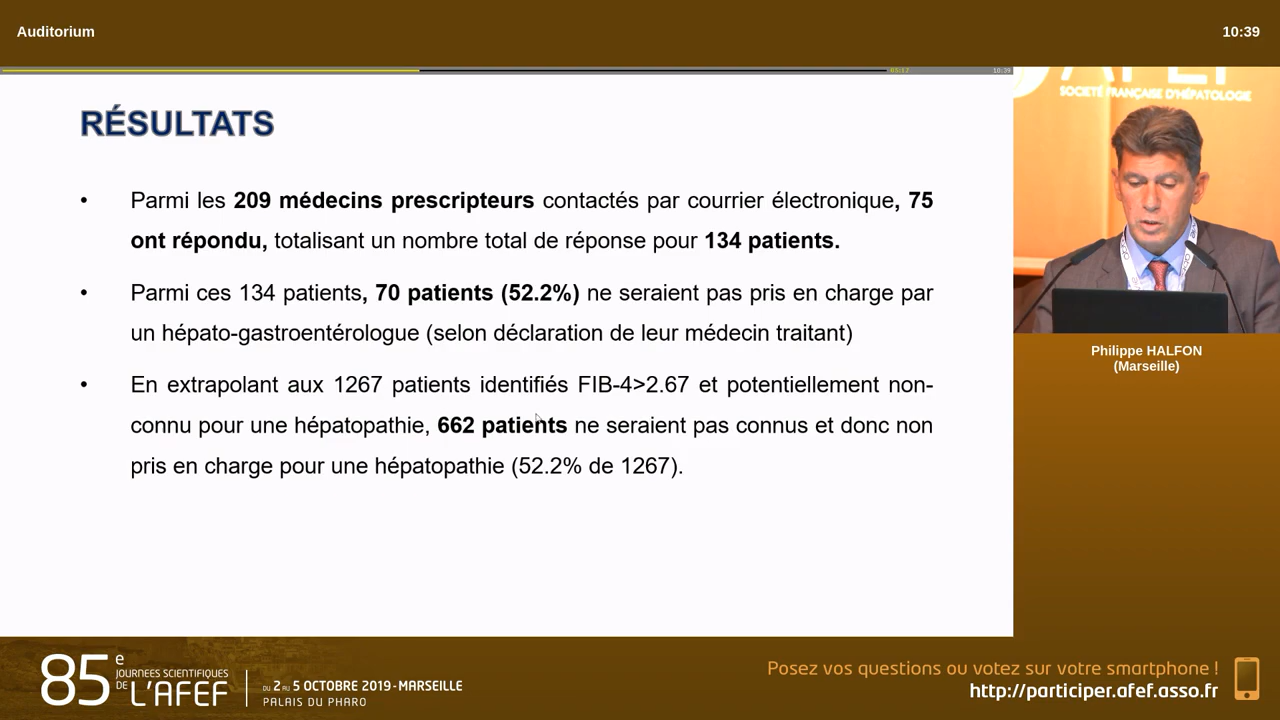 Auditorium
10:39
10:39
AFEF
SOCIÉTÉ FRANÇAISE D'HÉPATOLOGIE
RÉSULTATS
• Parmi les 209 médecins prescripteurs contactés par courrier électronique, 75
ont répondu, totalisant un nombre total de réponse pour 134 patients.
• Parmi ces 134 patients, 70 patients (52.2%) ne seraient pas pris en charge par
un hépato-gastroentérologue (selon déclaration de leur médecin traitant)
• En extrapolant aux 1267 patients identifiés FIB-4>2.67 et potentiellement non-
connu pour une hépatopathie, 662 patients ne seraient pas connus et donc non
pris en charge pour une hépatopathie (52.2% de 1267).
Philippe HALFON
(Marseille)
85e JOURNÉES SCIENTIFIQUES
DE L'AFEF
DU 2 AU 5 OCTOBRE 2019 - MARSEILLE
PALAIS DU PHARO
Posez vos questions ou votez sur votre smartphone !
http://participer.afef.asso.fr